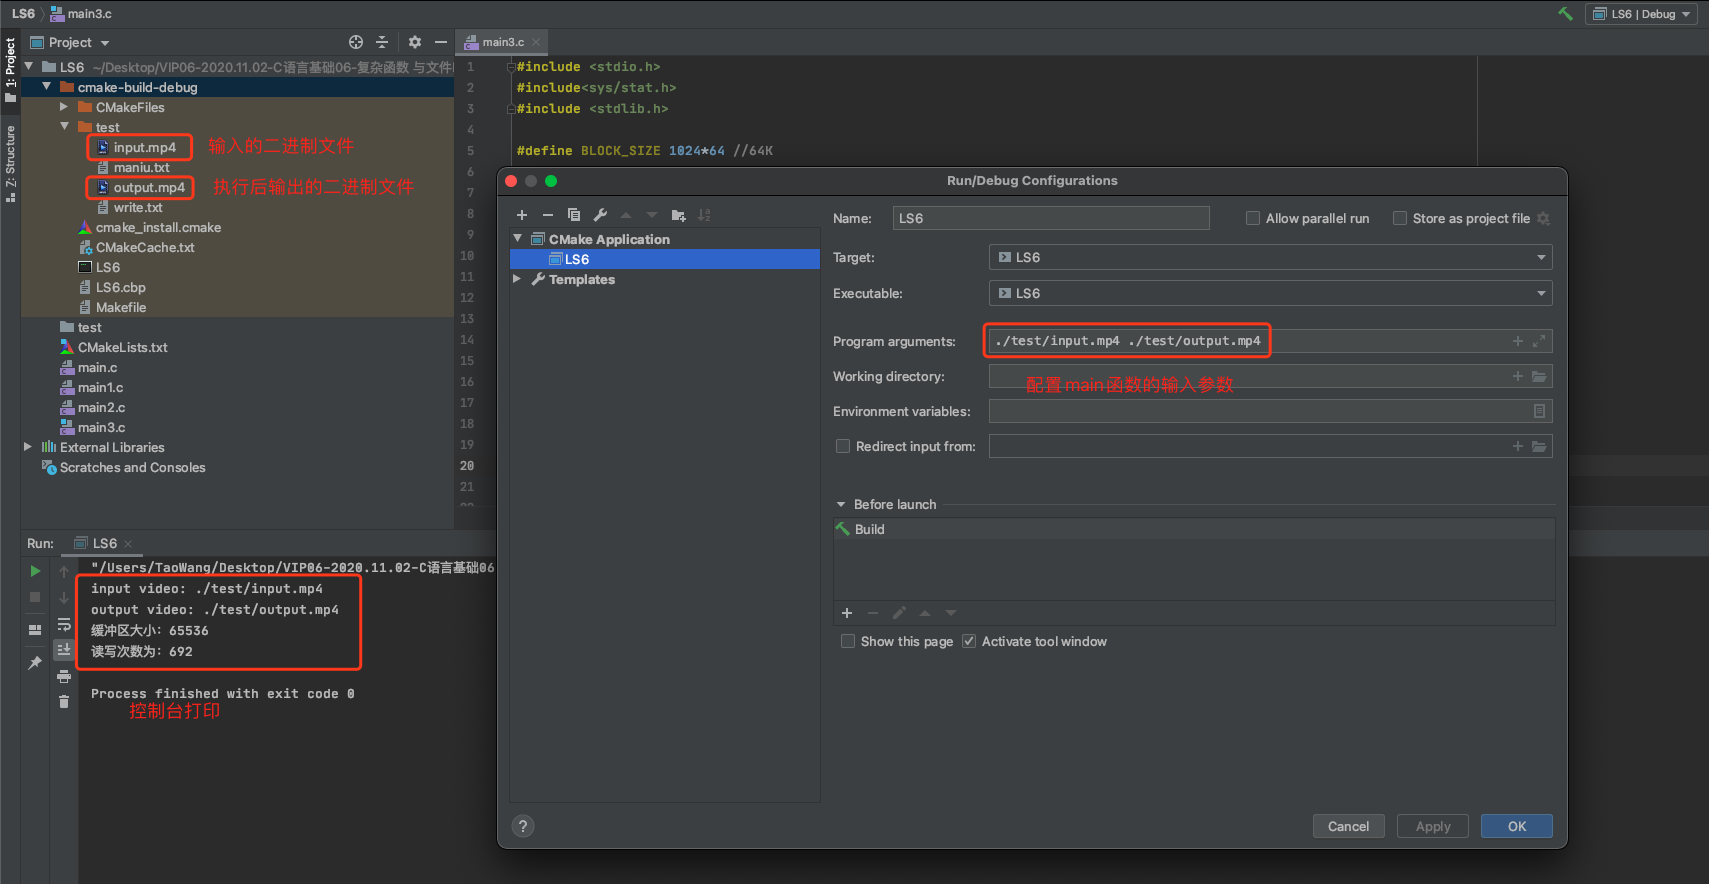 LS6 main3.c
LS6 | Debug
Project
main3.c
1: Project
Z: Structure
LS6 ~/Desktop/VIP06-2020.11.02-C语言基础06-复杂函数 与文件
cmake-build-debug
CMakeFiles
test
input.mp4 输入的二进制文件
maniu.txt
output.mp4 执行后输出的二进制文件
write.txt
cmake_install.cmake
CMakeCache.txt
LS6
LS6.cbp
Makefile
test
CMakeLists.txt
main.c
main1.c
main2.c
main3.c
External Libraries
Scratches and Consoles
1 #include <stdio.h>
2 #include<sys/stat.h>
3 #include <stdlib.h>
4
5 #define BLOCK_SIZE 1024*64 //64K
6
7
8
9
10
11
12
13
14
15
16
17
18
19
20
21
22
Run/Debug Configurations
CMake Application
LS6
Templates
Name: LS6
Allow parallel run
Store as project file
Target: LS6
Executable: LS6
Program arguments: ./test/input.mp4 ./test/output.mp4
Working directory: 配置main函数的输入参数
Environment variables:
Redirect input from:
Before launch
Build
Show this page
Activate tool window
?
Cancel
Apply
OK
Run: LS6
"/Users/TaoWang/Desktop/VIP06-2020.11.02-C语言基础06
input video: ./test/input.mp4
output video: ./test/output.mp4
缓冲区大小: 65536
读写次数为: 692
Process finished with exit code 0
控制台打印